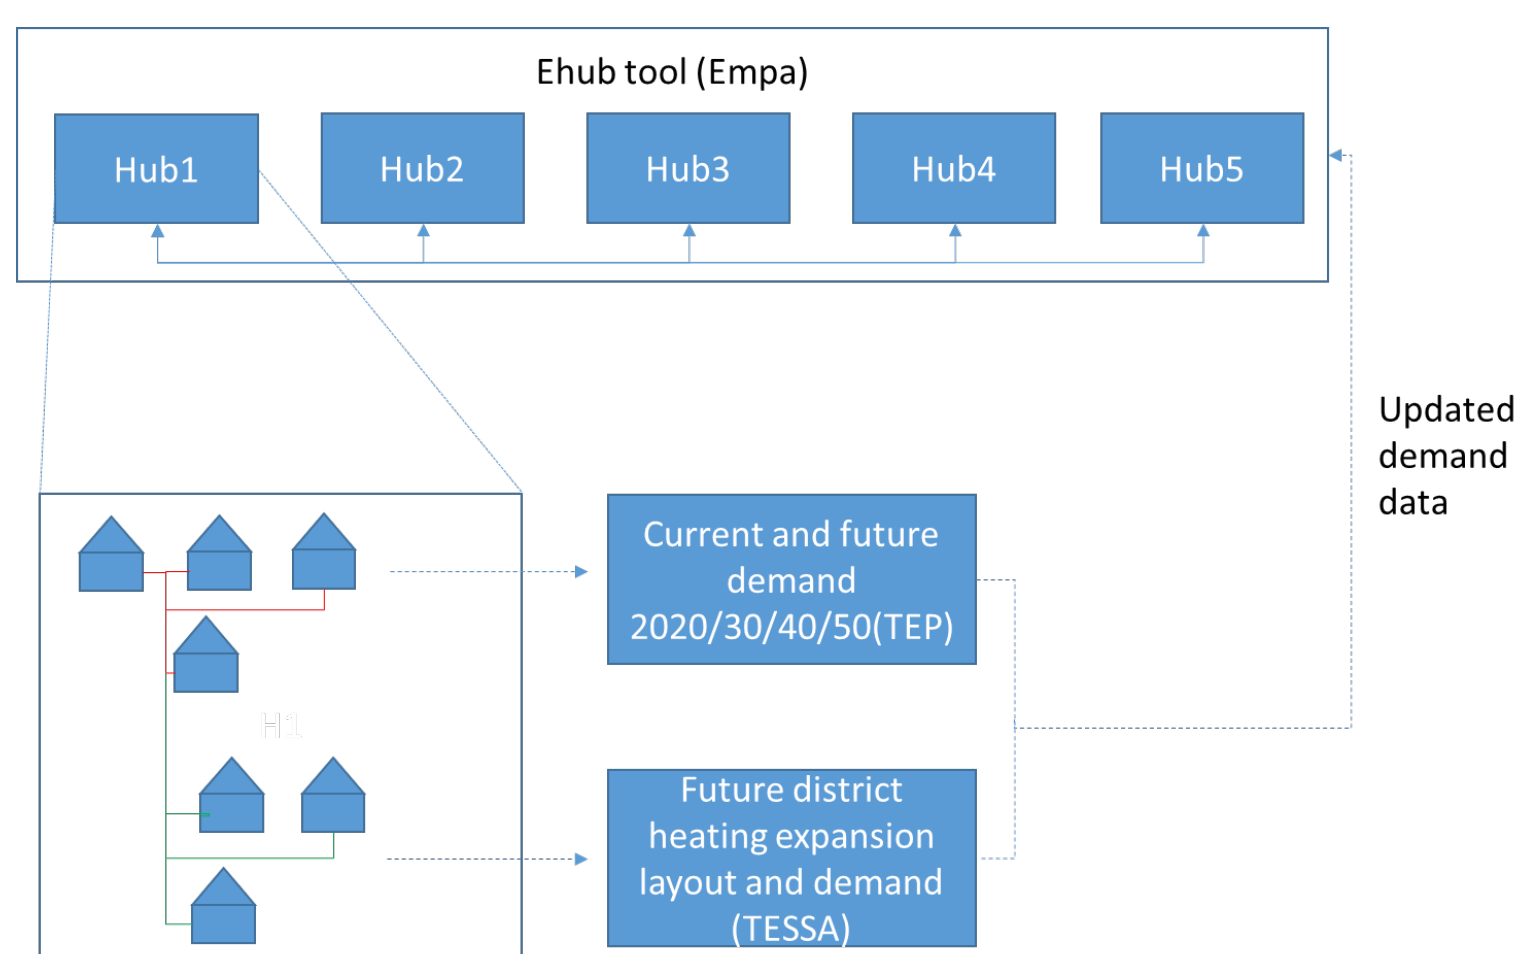 Ehub tool (Empa)
Hub1
Hub2
Hub3
Hub4
Hub5
Updated
demand
data
Current and future
demand
2020/30/40/50(TEP)
H1
Future district
heating expansion
layout and demand
(TESSA)